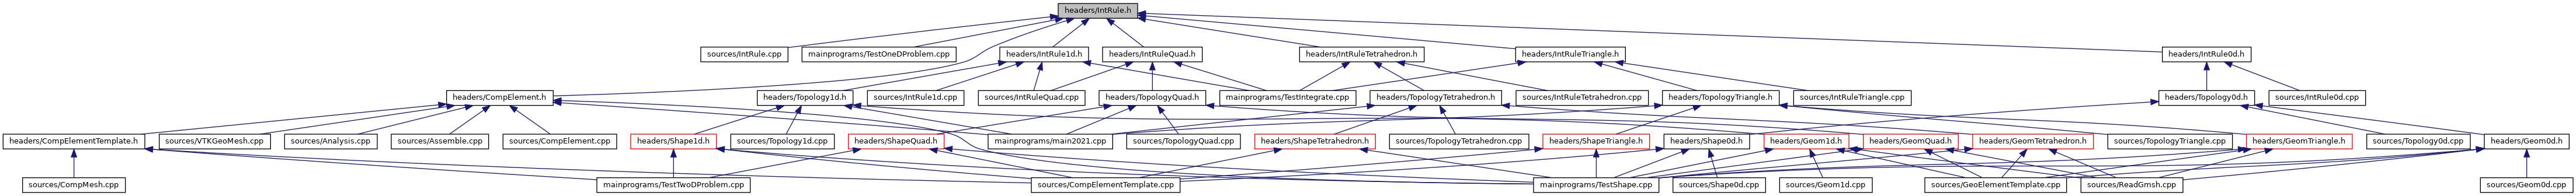 headers/IntRule.h
sources/IntRule.cpp
mainprograms/TestOneDProblem.cpp
headers/IntRule1d.h
headers/IntRuleQuad.h
headers/IntRuleTetrahedron.h
headers/IntRuleTriangle.h
headers/IntRule0d.h
headers/CompElement.h
headers/Topology1d.h
sources/IntRule1d.cpp
sources/IntRuleQuad.cpp
headers/TopologyQuad.h
mainprograms/TestIntegrate.cpp
headers/TopologyTetrahedron.h
sources/IntRuleTetrahedron.cpp
headers/TopologyTriangle.h
sources/IntRuleTriangle.cpp
headers/Topology0d.h
sources/IntRule0d.cpp
headers/CompElementTemplate.h
sources/VTKGeoMesh.cpp
sources/Analysis.cpp
sources/Assemble.cpp
sources/CompElement.cpp
headers/Shape1d.h
sources/Topology1d.cpp
headers/ShapeQuad.h
mainprograms/main2021.cpp
sources/TopologyQuad.cpp
headers/ShapeTetrahedron.h
sources/TopologyTetrahedron.cpp
headers/ShapeTriangle.h
headers/Shape0d.h
headers/Geom1d.h
headers/GeomQuad.h
headers/GeomTetrahedron.h
sources/TopologyTriangle.cpp
headers/GeomTriangle.h
sources/Topology0d.cpp
headers/Geom0d.h
sources/CompMesh.cpp
mainprograms/TestTwoDProblem.cpp
sources/CompElementTemplate.cpp
mainprograms/TestShape.cpp
sources/Shape0d.cpp
sources/Geom1d.cpp
sources/GeoElementTemplate.cpp
sources/ReadGmsh.cpp
sources/Geom0d.cpp